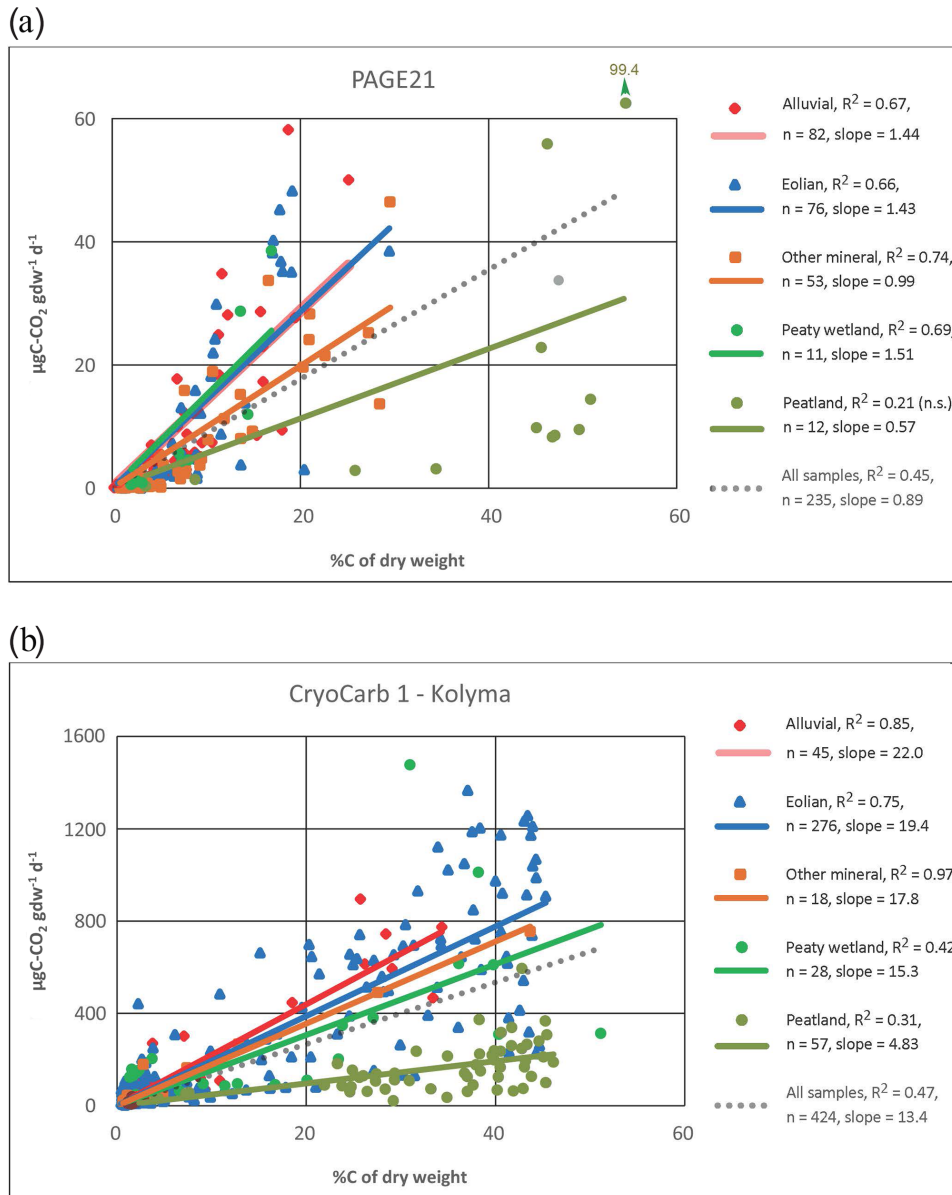 (a)
PAGE21
99.4
60
40
20
0
0
20
40
60
µgC-CO2 gdw-1 d-1
%C of dry weight
Alluvial, R2 = 0.67,
n = 82, slope = 1.44
Eolian, R2 = 0.66,
n = 76, slope = 1.43
Other mineral, R2 = 0.74,
n = 53, slope = 0.99
Peaty wetland, R2 = 0.69,
n = 11, slope = 1.51
Peatland, R2 = 0.21 (n.s.)
n = 12, slope = 0.57
All samples, R2 = 0.45,
n = 235, slope = 0.89
(b)
CryoCarb 1 - Kolyma
1600
1200
800
400
0
0
20
40
60
µgC-CO2 gdw-1 d-1
%C of dry weight
Alluvial, R2 = 0.85,
n = 45, slope = 22.0
Eolian, R2 = 0.75,
n = 276, slope = 19.4
Other mineral, R2 = 0.97
n = 18, slope = 17.8
Peaty wetland, R2 = 0.42
n = 28, slope = 15.3
Peatland, R2 = 0.31,
n = 57, slope = 4.83
All samples, R2 = 0.47,
n = 424, slope = 13.4